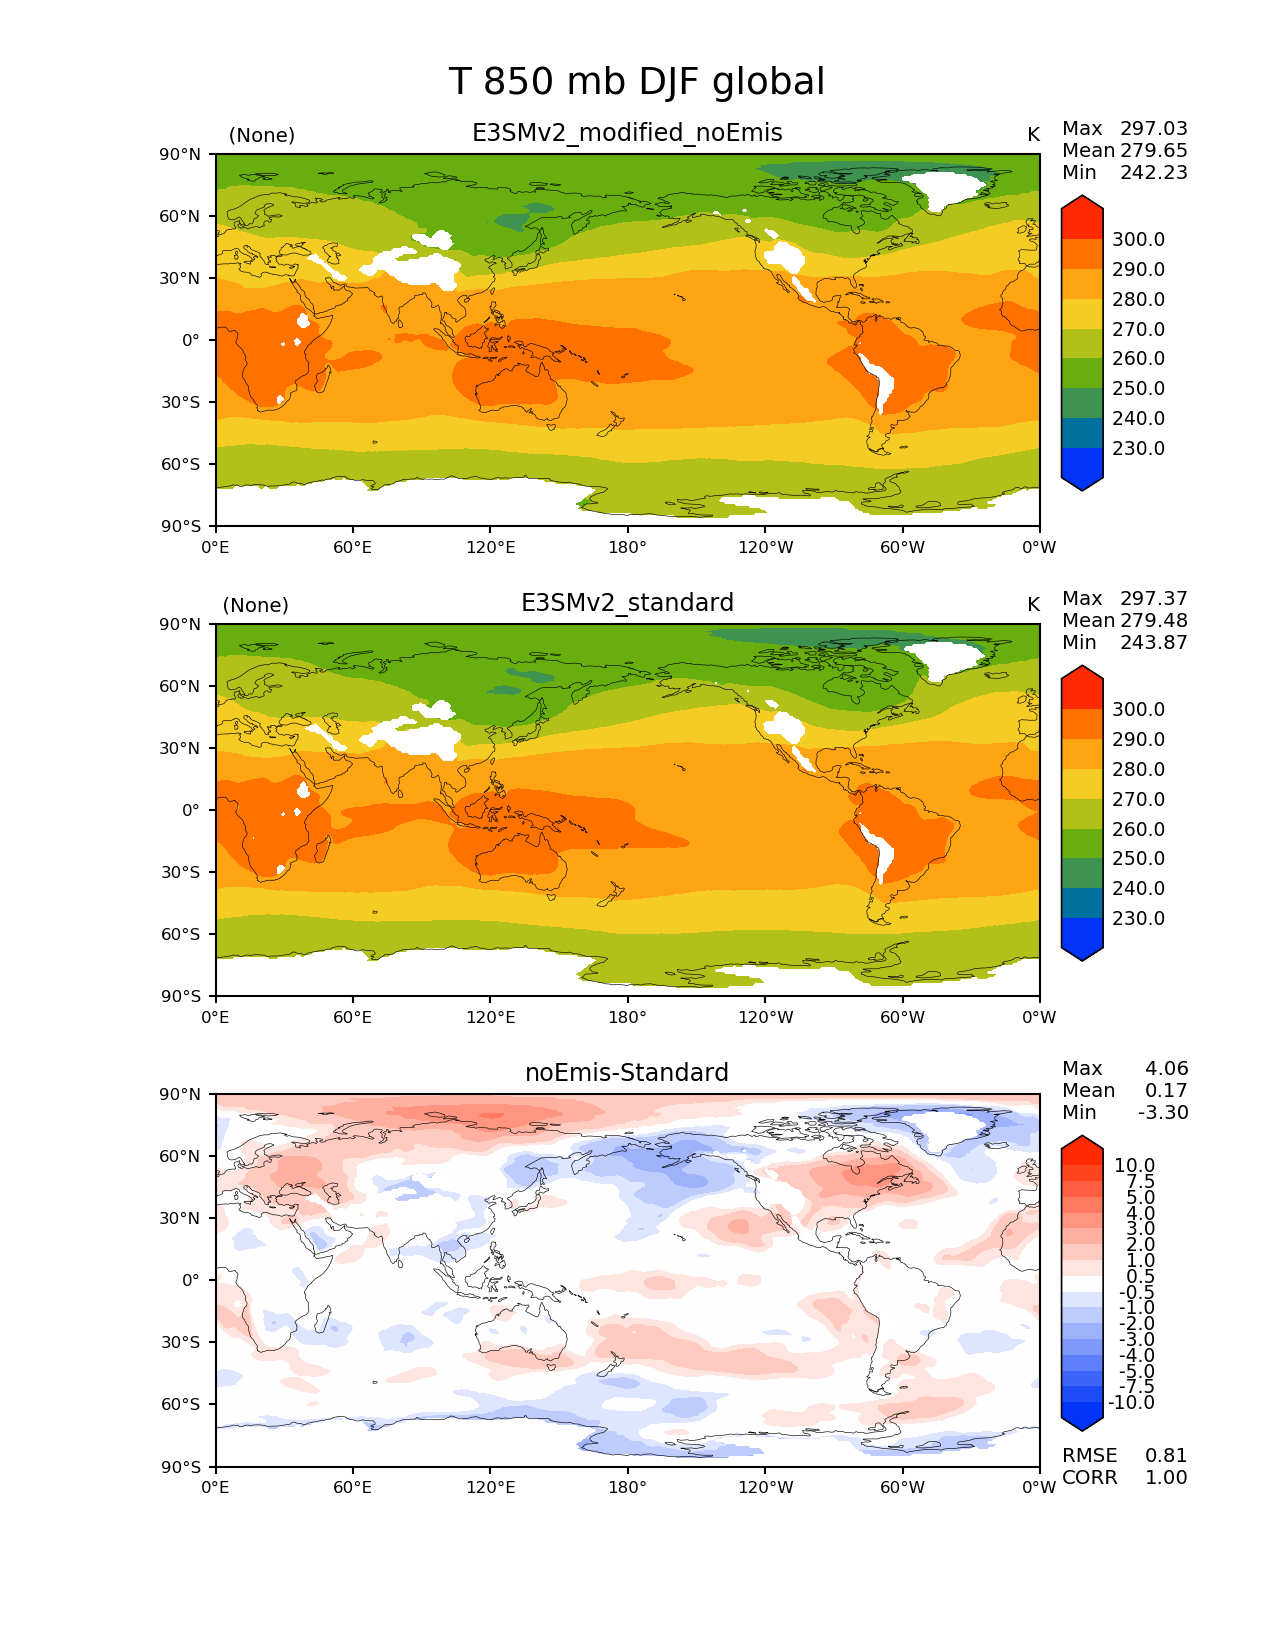 T 850 mb DJF global
(None) E3SMv2_modified_noEmis K
Max 297.03
Mean 279.65
Min 242.23
90°N
60°N
30°N
0°
30°S
60°S
90°S
0°E 60°E 120°E 180° 120°W 60°W 0°W
300.0
290.0
280.0
270.0
260.0
250.0
240.0
230.0
(None) E3SMv2_standard K
Max 297.37
Mean 279.48
Min 243.87
90°N
60°N
30°N
0°
30°S
60°S
90°S
0°E 60°E 120°E 180° 120°W 60°W 0°W
300.0
290.0
280.0
270.0
260.0
250.0
240.0
230.0
noEmis-Standard
Max 4.06
Mean 0.17
Min -3.30
90°N
60°N
30°N
0°
30°S
60°S
90°S
0°E 60°E 120°E 180° 120°W 60°W 0°W
10.0
7.5
5.0
4.0
3.0
2.0
1.0
0.5
-0.5
-1.0
-2.0
-3.0
-4.0
-5.0
-7.5
-10.0
RMSE 0.81
CORR 1.00